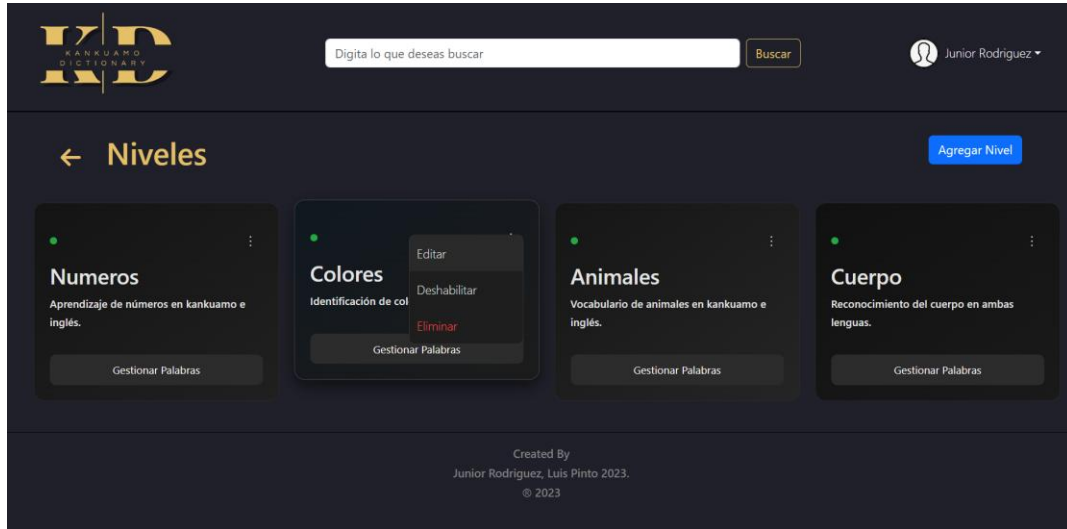 KD
KANKUAMO
DICTIONARY
Digita lo que deseas buscar
Buscar
Junior Rodriguez
← Niveles
Agregar Nivel
Numeros
Aprendizaje de números en kankuamo e
inglés.
Gestionar Palabras
Colores
Identificación de col
Editar
Deshabilitar
Eliminar
Gestionar Palabras
Animales
Vocabulario de animales en kankuamo e
inglés.
Gestionar Palabras
Cuerpo
Reconocimiento del cuerpo en ambas
lenguas.
Gestionar Palabras
Created By
Junior Rodriguez, Luis Pinto 2023.
® 2023